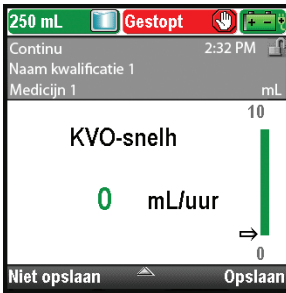 250 mL Gestopt
Continu 2:32 PM
Naam kwalificatie 1
Medicijn 1 mL
10
KVO-snelh
0 mL/uur
0
Niet opslaan Opslaan